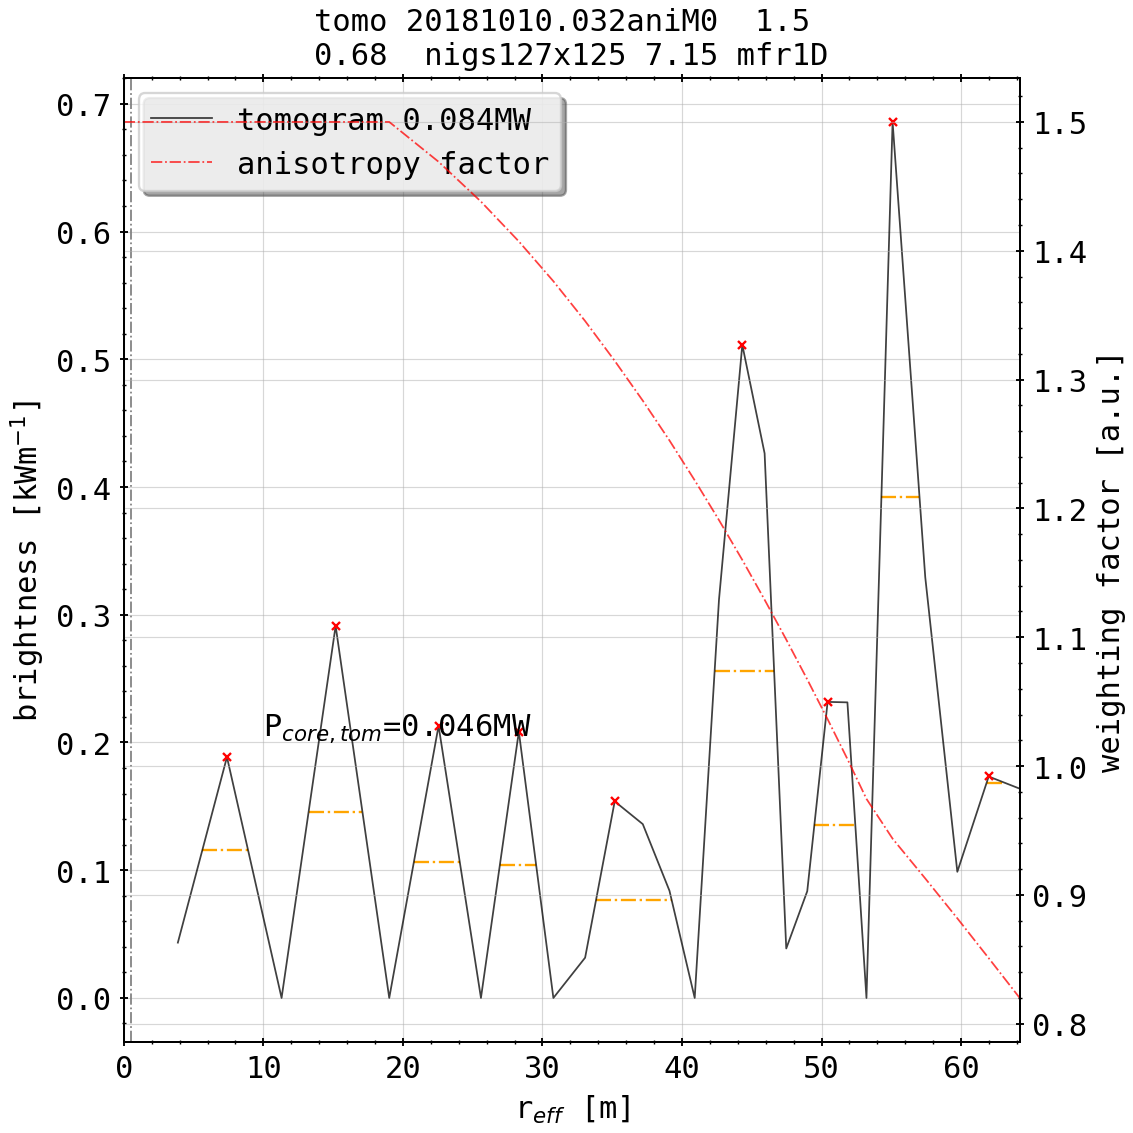 tomo 20181010.032aniM0  1.5
0.68  nigs127x125 7.15 mfr1D
tomogram 0.084MW
anisotropy factor
0.7
0.6
0.5
0.4
0.3
0.2
0.1
0.0
brightness [kWm⁻¹]
P_core,tom=0.046MW
1.5
1.4
1.3
1.2
1.1
1.0
0.9
0.8
weighting factor [a.u.]
0 10 20 30 40 50 60
r_eff [m]